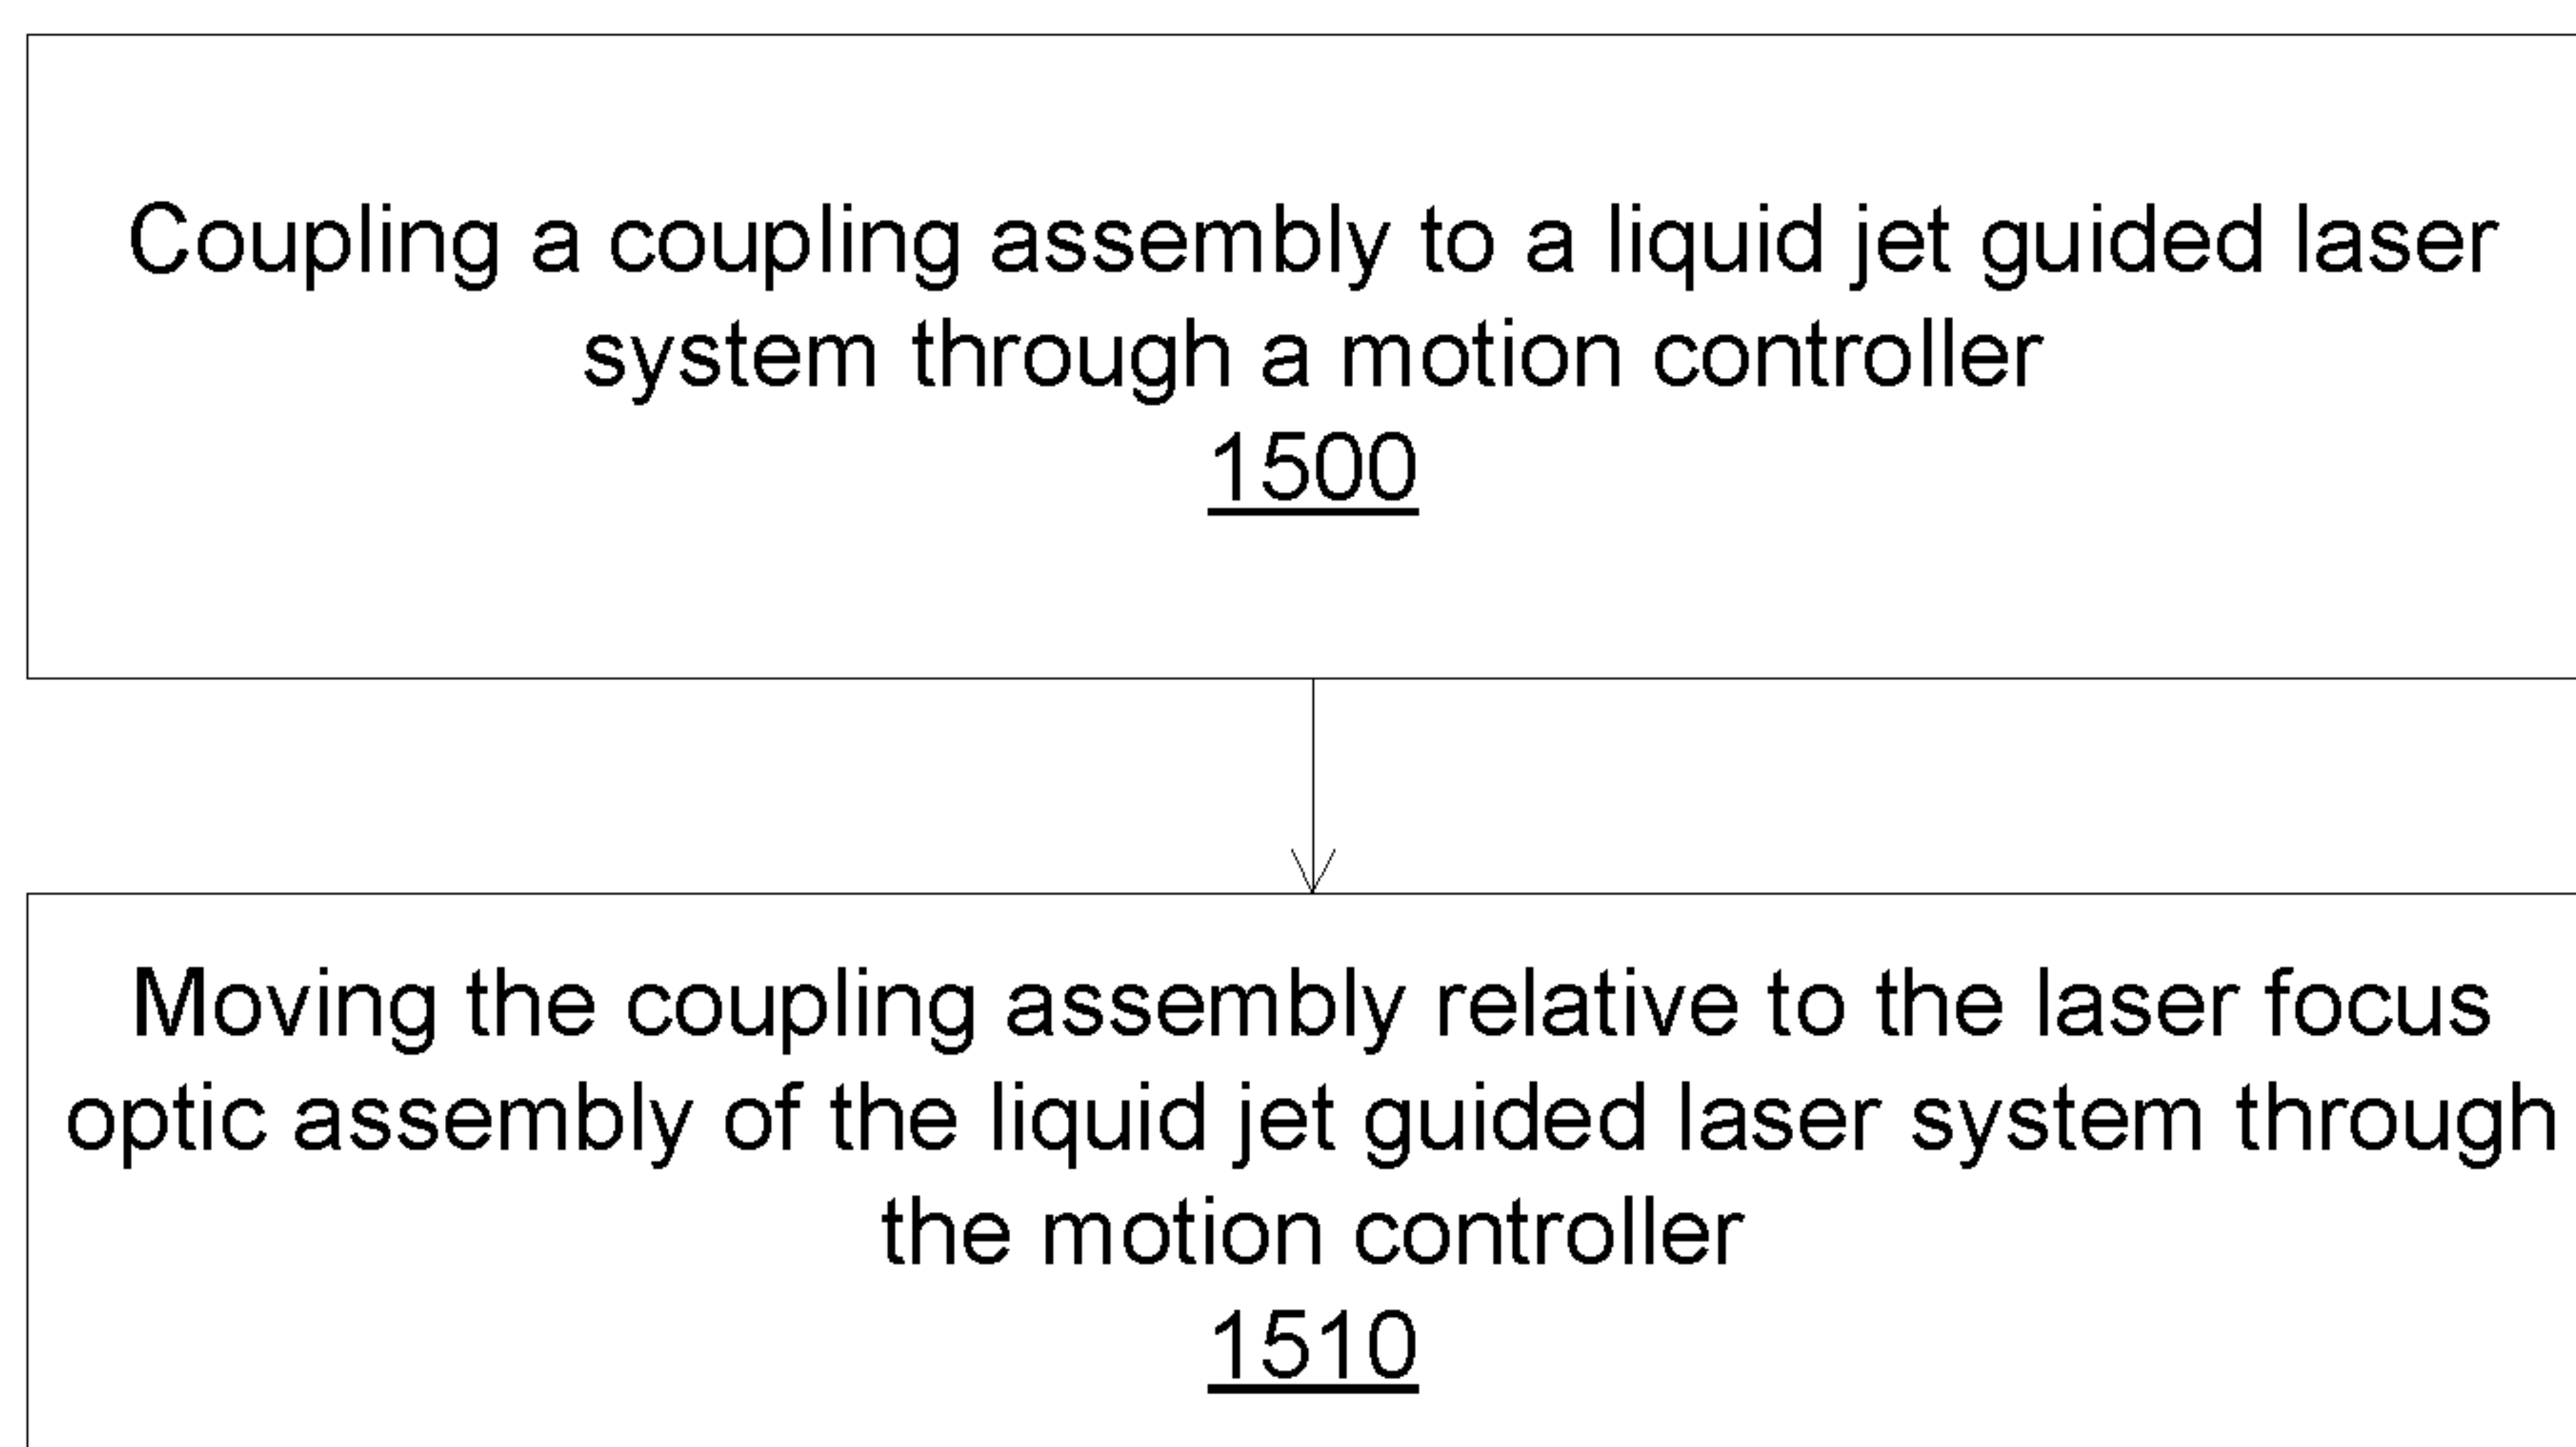 Coupling a coupling assembly to a liquid jet guided laser
system through a motion controller
1500
Moving the coupling assembly relative to the laser focus
optic assembly of the liquid jet guided laser system through
the motion controller
1510